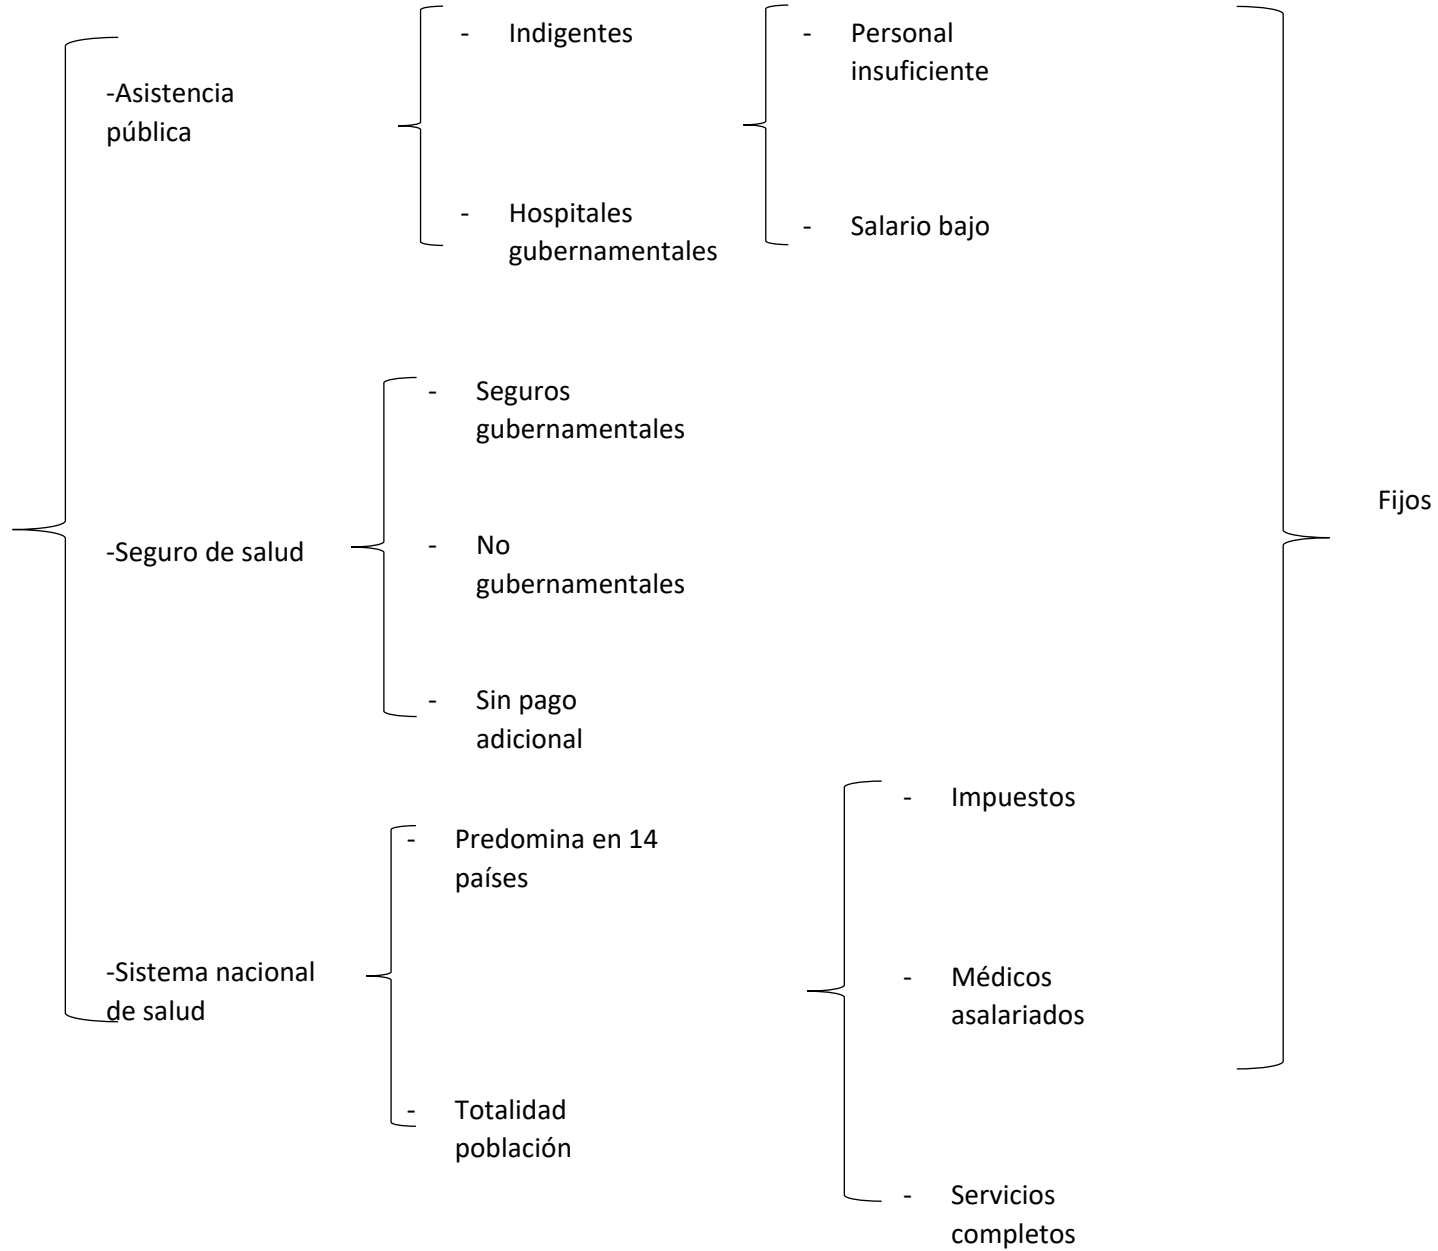 -Asistencia
pública
- Indigentes
- Hospitales
gubernamentales
- Personal
insuficiente
- Salario bajo
-Seguro de salud
- Seguros
gubernamentales
- No
gubernamentales
- Sin pago
adicional
-Sistema nacional
de salud
- Predomina en 14
países
- Totalidad
población
- Impuestos
- Médicos
asalariados
- Servicios
completos
Fijos